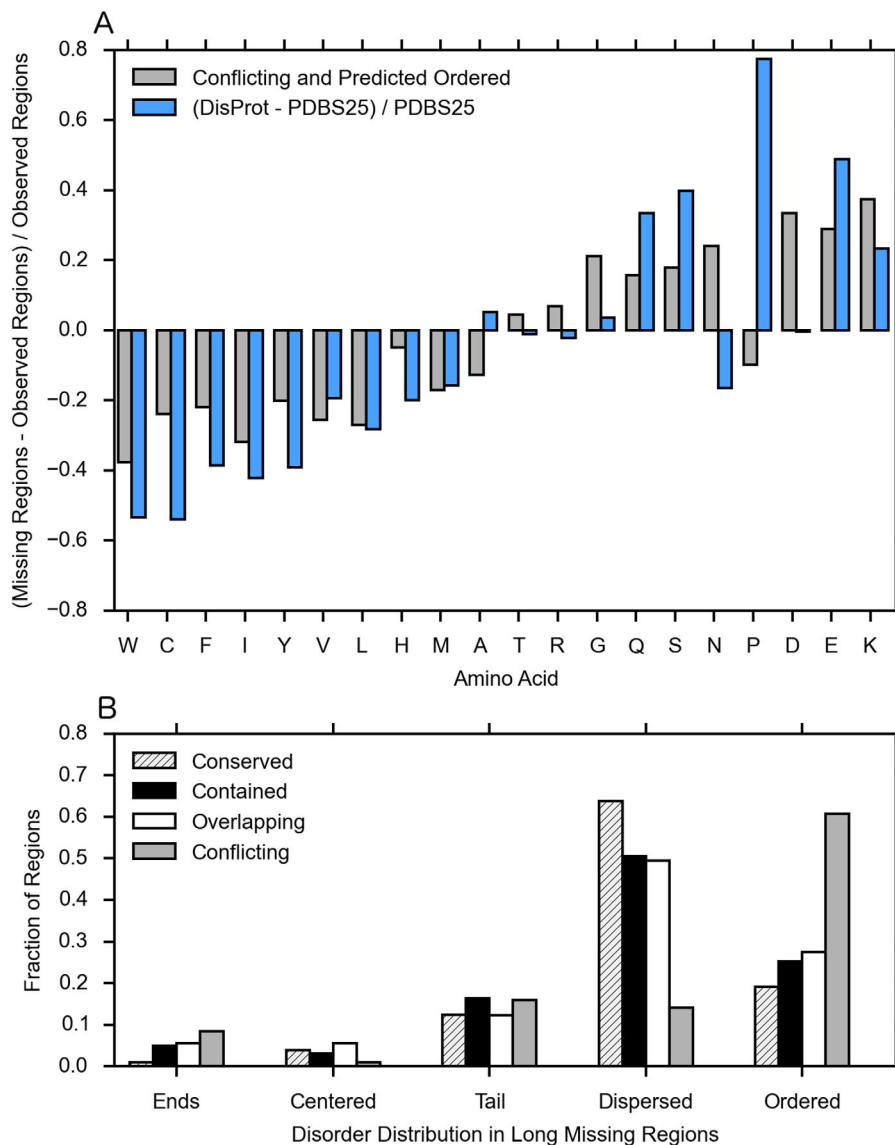 A
(Missing Regions - Observed Regions) / Observed Regions
0.8
0.6
0.4
0.2
0.0
−0.2
−0.4
−0.6
−0.8
Conflicting and Predicted Ordered
(DisProt - PDBS25) / PDBS25
W C F I Y V L H M A T R G Q S N P D E K
Amino Acid
B
Fraction of Regions
0.8
0.7
0.6
0.5
0.4
0.3
0.2
0.1
0.0
Conserved
Contained
Overlapping
Conflicting
Ends Centered Tail Dispersed Ordered
Disorder Distribution in Long Missing Regions